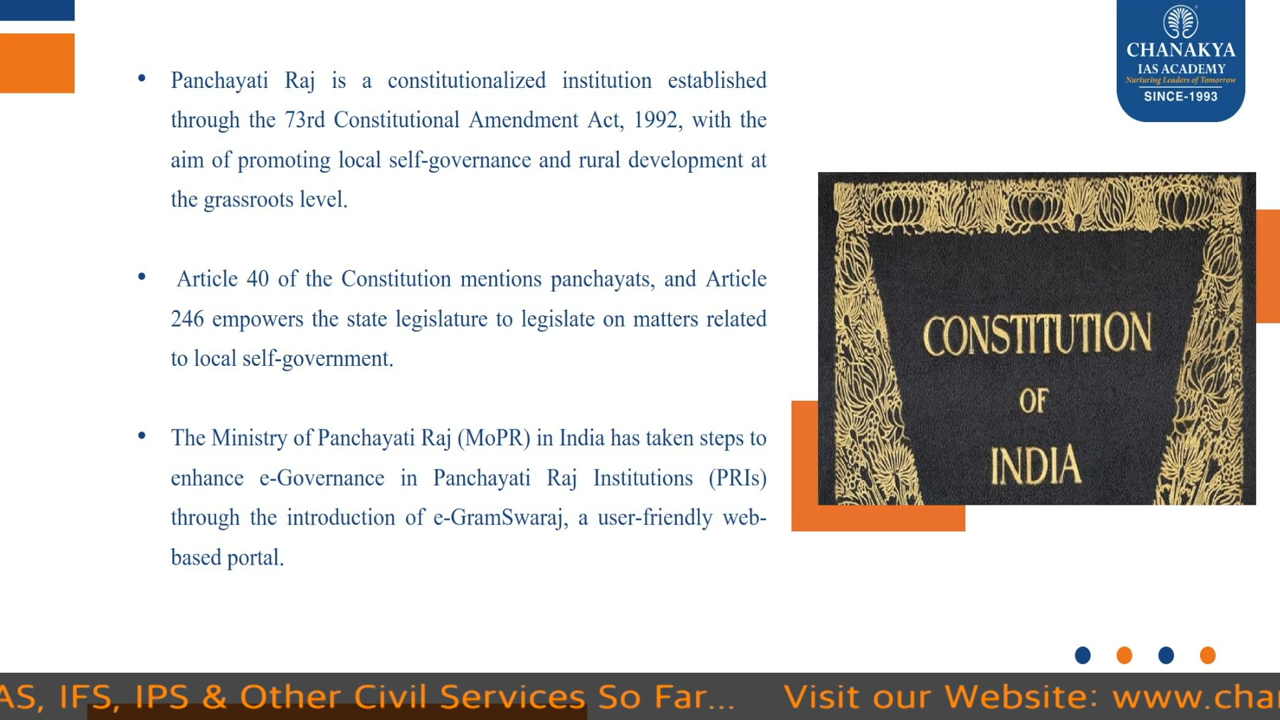 • Panchayati Raj is a constitutionalized institution established
through the 73rd Constitutional Amendment Act, 1992, with the
aim of promoting local self-governance and rural development at
the grassroots level.
• Article 40 of the Constitution mentions panchayats, and Article
246 empowers the state legislature to legislate on matters related
to local self-government.
• The Ministry of Panchayati Raj (MoPR) in India has taken steps to
enhance e-Governance in Panchayati Raj Institutions (PRIs)
through the introduction of e-GramSwaraj, a user-friendly web-
based portal.
CHANAKYA
IAS ACADEMY
Nurturing Leaders of Tomorrow
SINCE-1993
CONSTITUTION
OF
INDIA
AS, IFS, IPS & Other Civil Services So Far... Visit our Website: www.cha